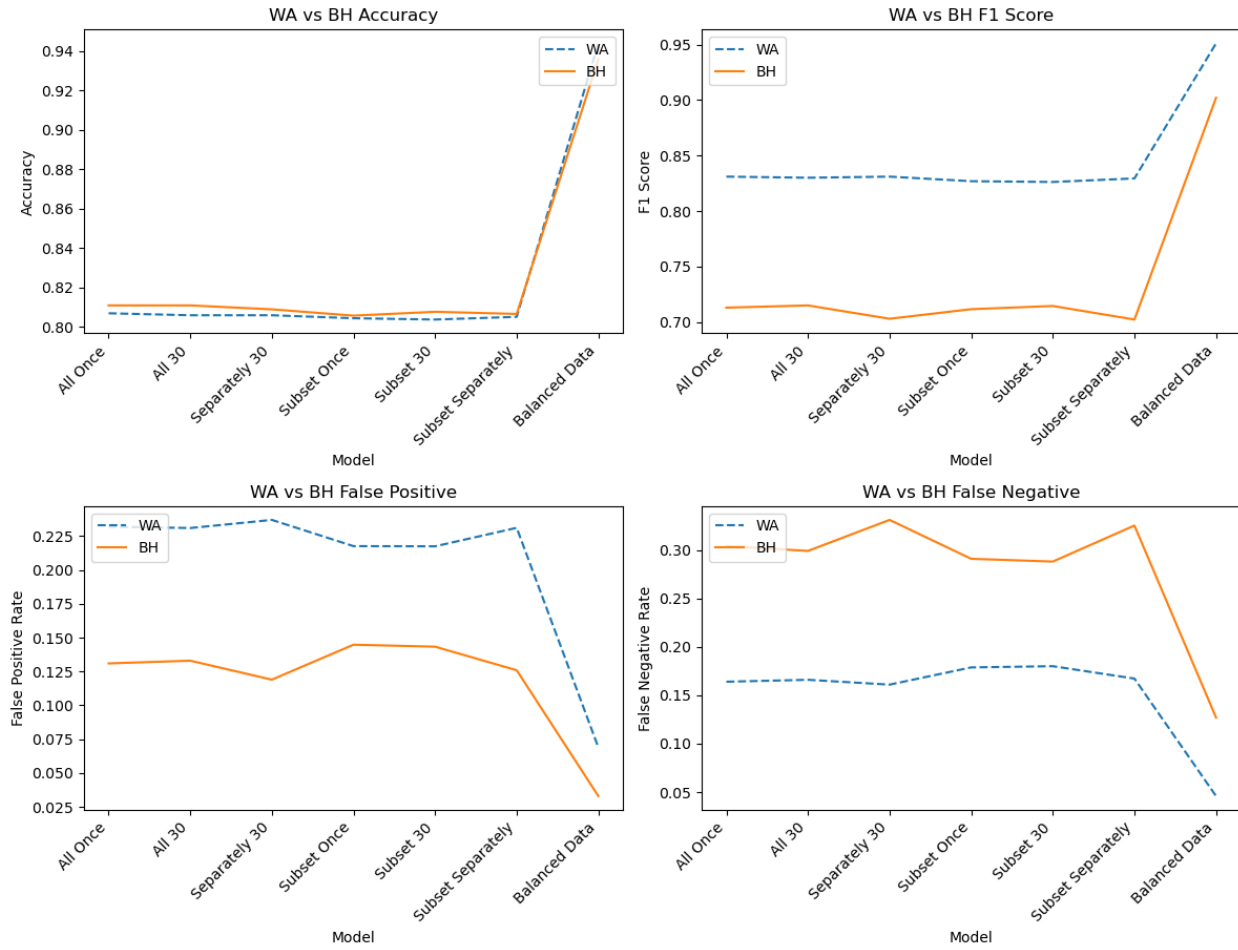 WA vs BH Accuracy
WA
BH
0.94
0.92
0.90
0.88
0.86
0.84
0.82
0.80
Accuracy
All Once
All 30
Separately 30
Subset Once
Subset 30
Subset Separately
Balanced Data
Model
WA vs BH F1 Score
WA
BH
0.95
0.90
0.85
0.80
0.75
0.70
F1 Score
All Once
All 30
Separately 30
Subset Once
Subset 30
Subset Separately
Balanced Data
Model
WA vs BH False Positive
WA
BH
0.225
0.200
0.175
0.150
0.125
0.100
0.075
0.050
0.025
False Positive Rate
All Once
All 30
Separately 30
Subset Once
Subset 30
Subset Separately
Balanced Data
Model
WA vs BH False Negative
WA
BH
0.30
0.25
0.20
0.15
0.10
0.05
False Negative Rate
All Once
All 30
Separately 30
Subset Once
Subset 30
Subset Separately
Balanced Data
Model